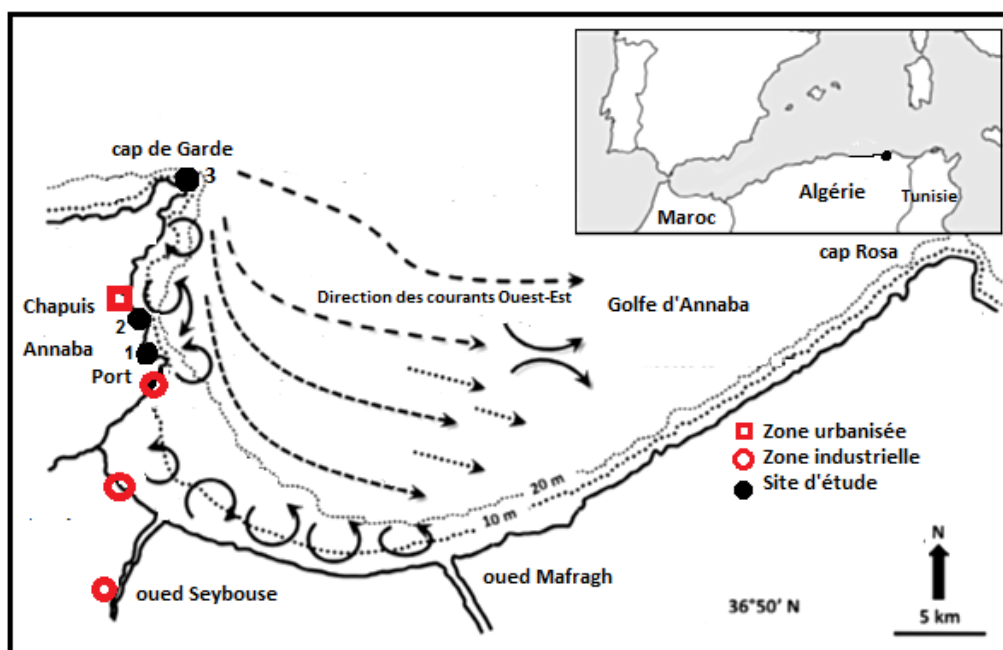 cap de Garde
3
Maroc
Algérie
Tunisie
cap Rosa
Direction des courants Ouest-Est
Golfe d'Annaba
Chapuis
2
Annaba
1
Port
Zone urbanisée
Zone industrielle
Site d'étude
20 m
10 m
oued Seybouse
oued Mafragh
36°50' N
N
5 km